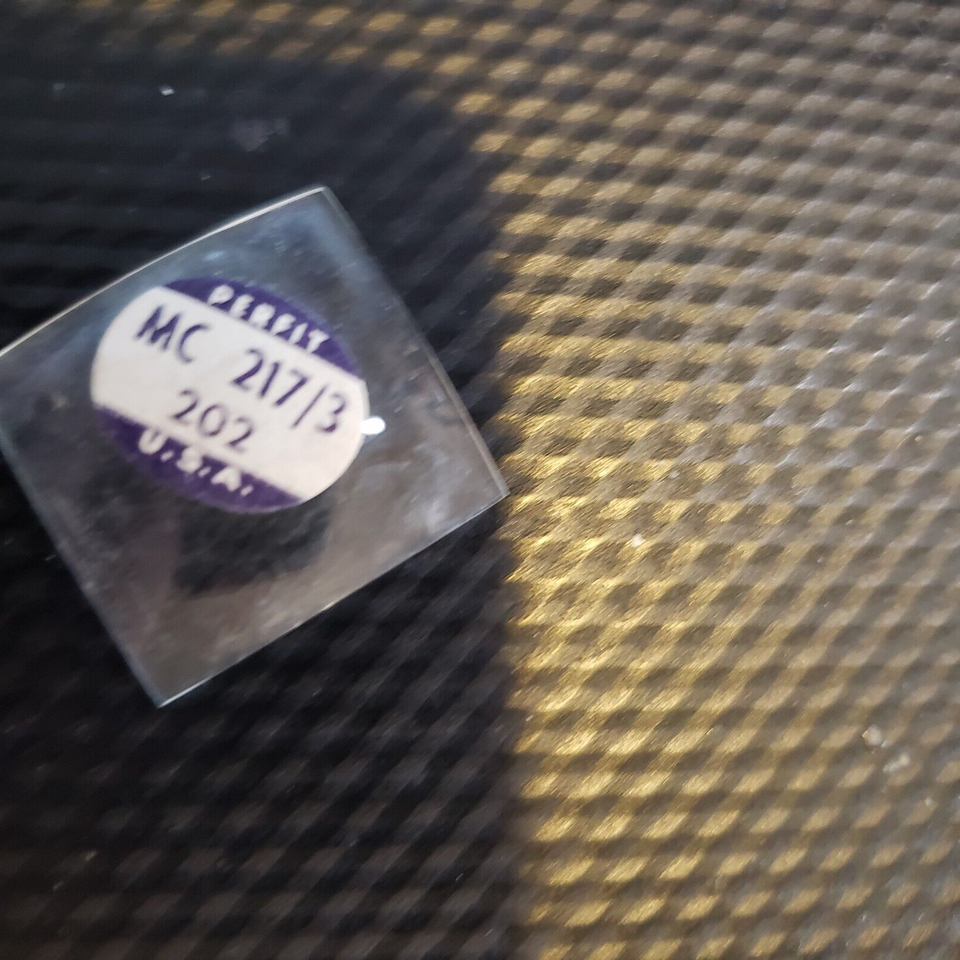 PERFIT
MC 217/3
202
U.S.A.